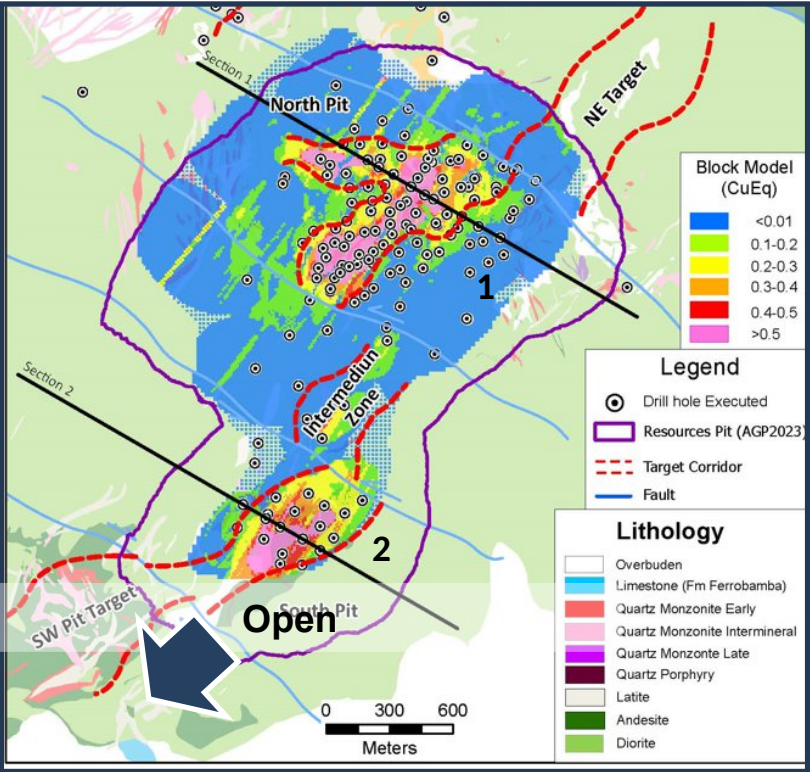 Section 1
North Pit
NE Target
Block Model
(CuEq)
<0.01
0.1-0.2
0.2-0.3
0.3-0.4
0.4-0.5
>0.5
1
Legend
Drill hole Executed
Resources Pit (AGP2023)
Target Corridor
Fault
Section 2
Intermediun
Zone
2
Lithology
Overbuden
Limestone (Fm Ferrobamba)
Quartz Monzonite Early
Quartz Monzonite Intermineral
Quartz Monzonte Late
Quartz Porphyry
Latite
Andesite
Diorite
SW Pit Target
South Pit
Open
0 300 600
Meters